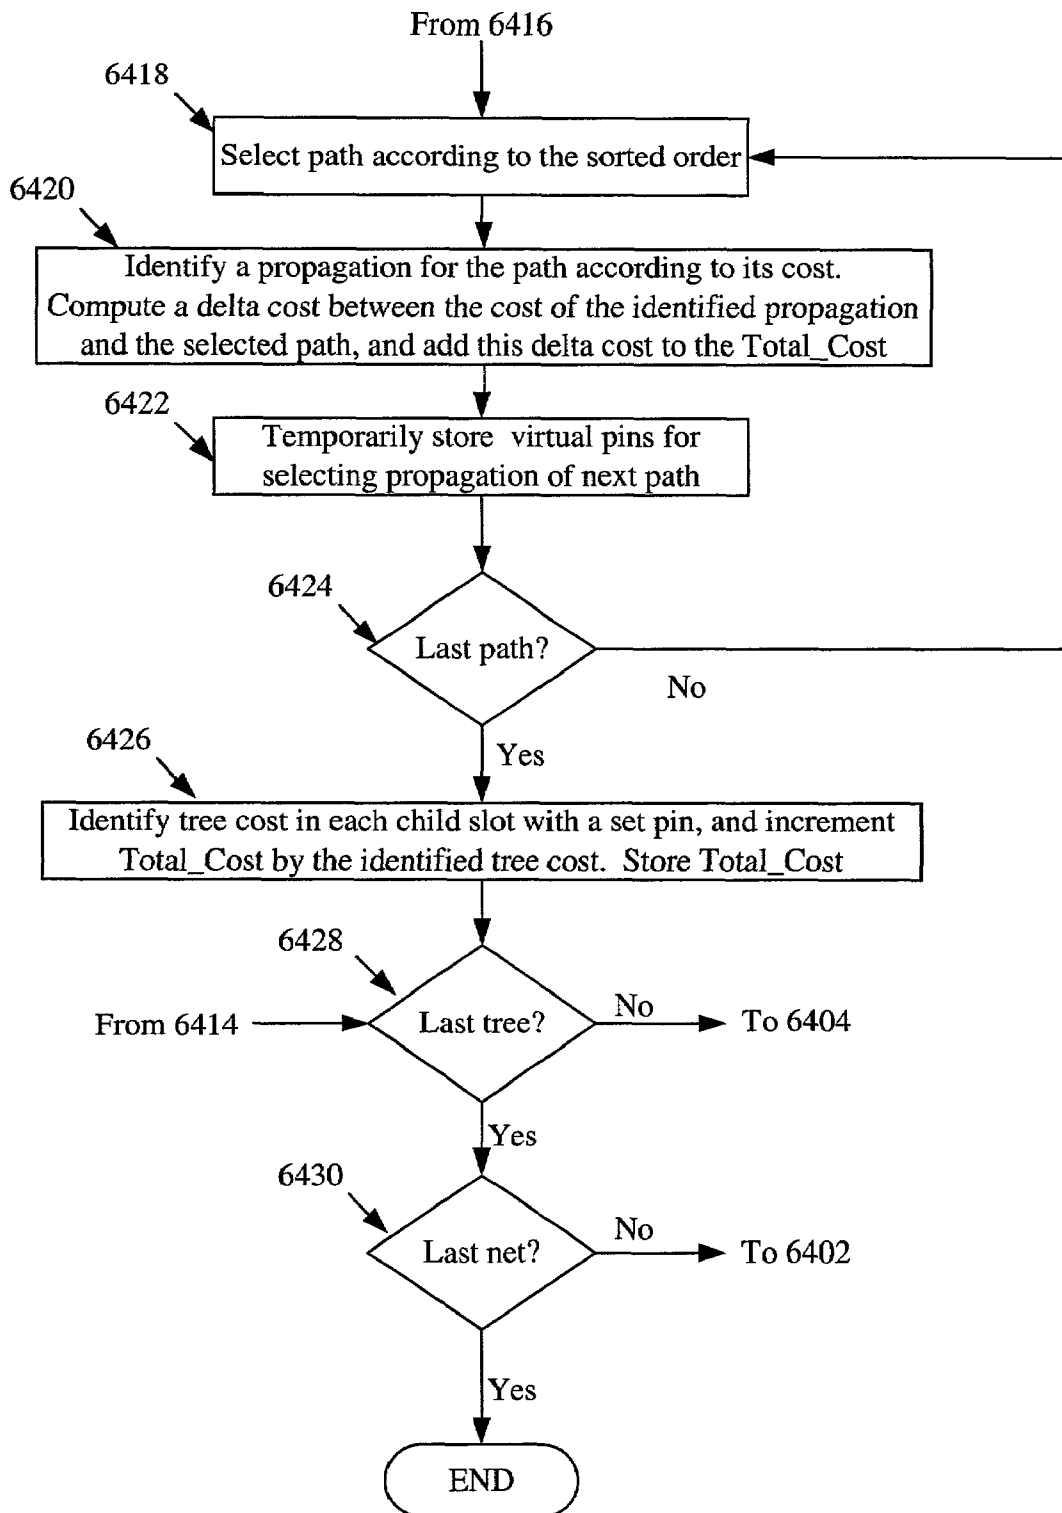 From 6416
6418
Select path according to the sorted order
6420
Identify a propagation for the path according to its cost.
Compute a delta cost between the cost of the identified propagation
and the selected path, and add this delta cost to the Total_Cost
6422
Temporarily store virtual pins for
selecting propagation of next path
6424
Last path?
No
Yes
6426
Identify tree cost in each child slot with a set pin, and increment
Total_Cost by the identified tree cost. Store Total_Cost
6428
From 6414
Last tree?
No
To 6404
Yes
6430
Last net?
No
To 6402
Yes
END